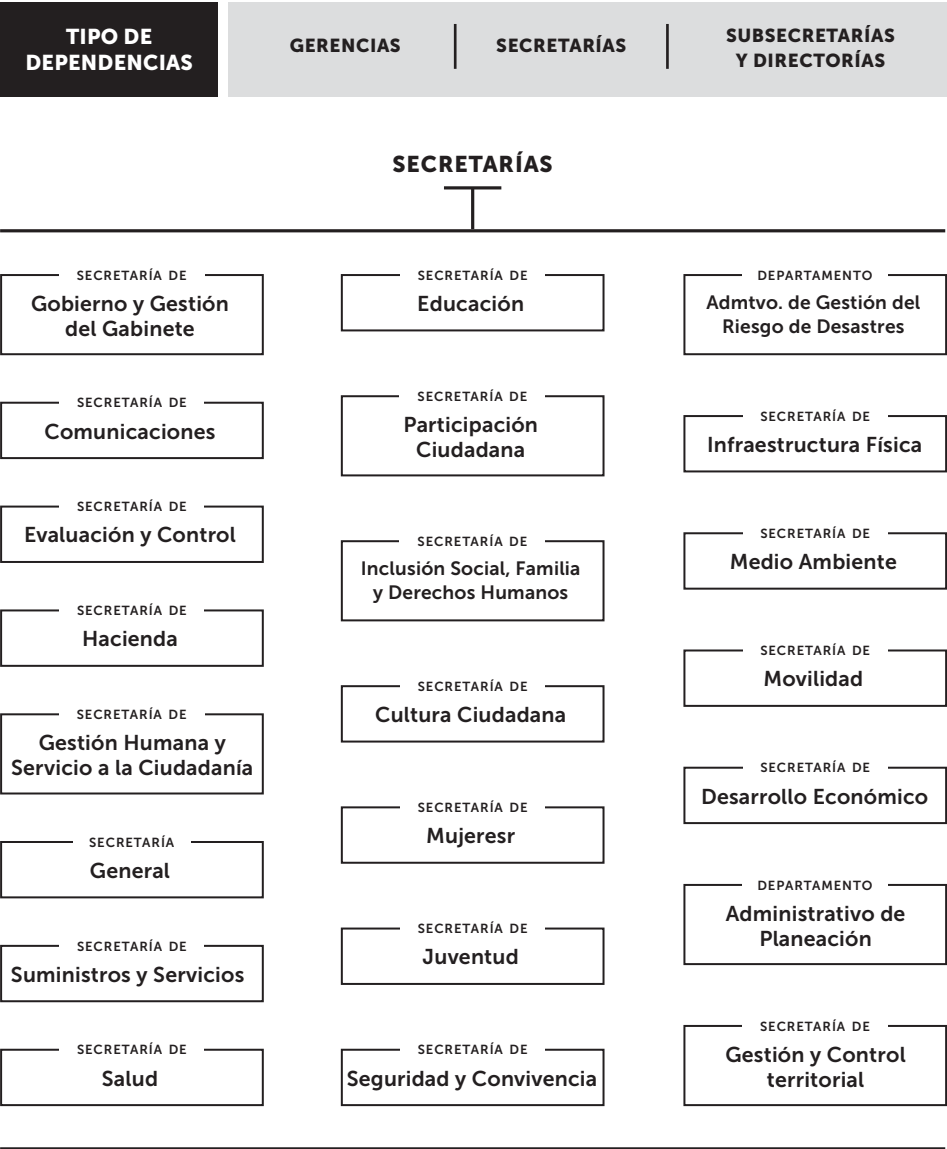 TIPO DE
DEPENDENCIAS
GERENCIAS
SECRETARÍAS
SUBSECRETARÍAS
Y DIRECTORÍAS
SECRETARÍAS
SECRETARÍA DE
Gobierno y Gestión
del Gabinete
SECRETARÍA DE
Comunicaciones
SECRETARÍA DE
Evaluación y Control
SECRETARÍA DE
Hacienda
SECRETARÍA DE
Gestión Humana y
Servicio a la Ciudadanía
SECRETARÍA
General
SECRETARÍA DE
Suministros y Servicios
SECRETARÍA DE
Salud
SECRETARÍA DE
Educación
SECRETARÍA DE
Participación
Ciudadana
SECRETARÍA DE
Inclusión Social, Familia
y Derechos Humanos
SECRETARÍA DE
Cultura Ciudadana
SECRETARÍA DE
Mujeresr
SECRETARÍA DE
Juventud
SECRETARÍA DE
Seguridad y Convivencia
DEPARTAMENTO
Admtvo. de Gestión del
Riesgo de Desastres
SECRETARÍA DE
Infraestructura Física
SECRETARÍA DE
Medio Ambiente
SECRETARÍA DE
Movilidad
SECRETARÍA DE
Desarrollo Económico
DEPARTAMENTO
Administrativo de
Planeación
SECRETARÍA DE
Gestión y Control
territorial